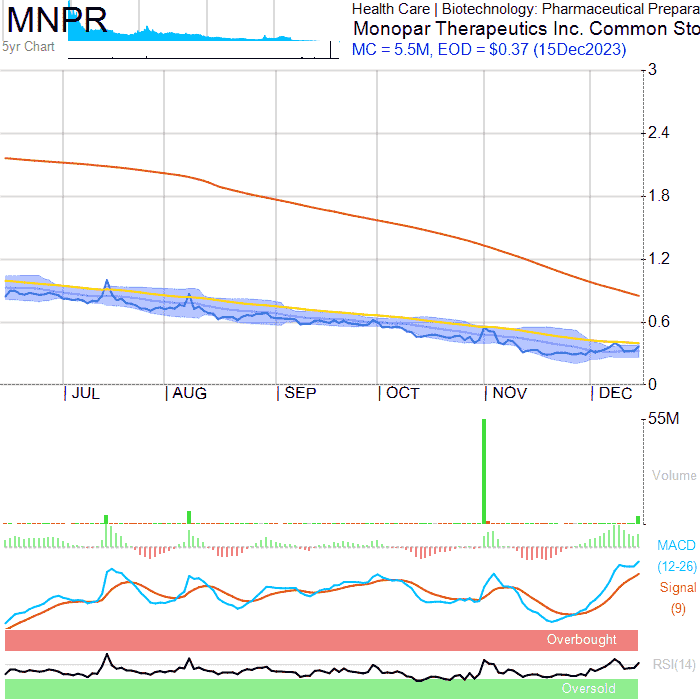 MNPR
5yr Chart
Health Care | Biotechnology: Pharmaceutical Prepara
Monopar Therapeutics Inc. Common Sto
MC = 5.5M, EOD = $0.37 (15Dec2023)
3
2.4
1.8
1.2
0.6
0
JUL AUG SEP OCT NOV DEC
55M
Volume
MACD
(12-26)
Signal
(9)
Overbought
RSI(14)
Oversold